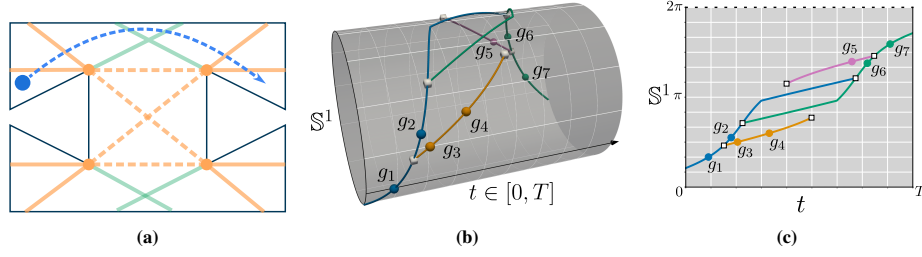 𝕊¹
g₁
g₂
g₃
g₄
g₅
g₆
g₇
t ∈ [0, T]
2π
𝕊¹
π
0
g₁
g₂
g₃
g₄
g₅
g₆
g₇
t
T
(a)
(b)
(c)